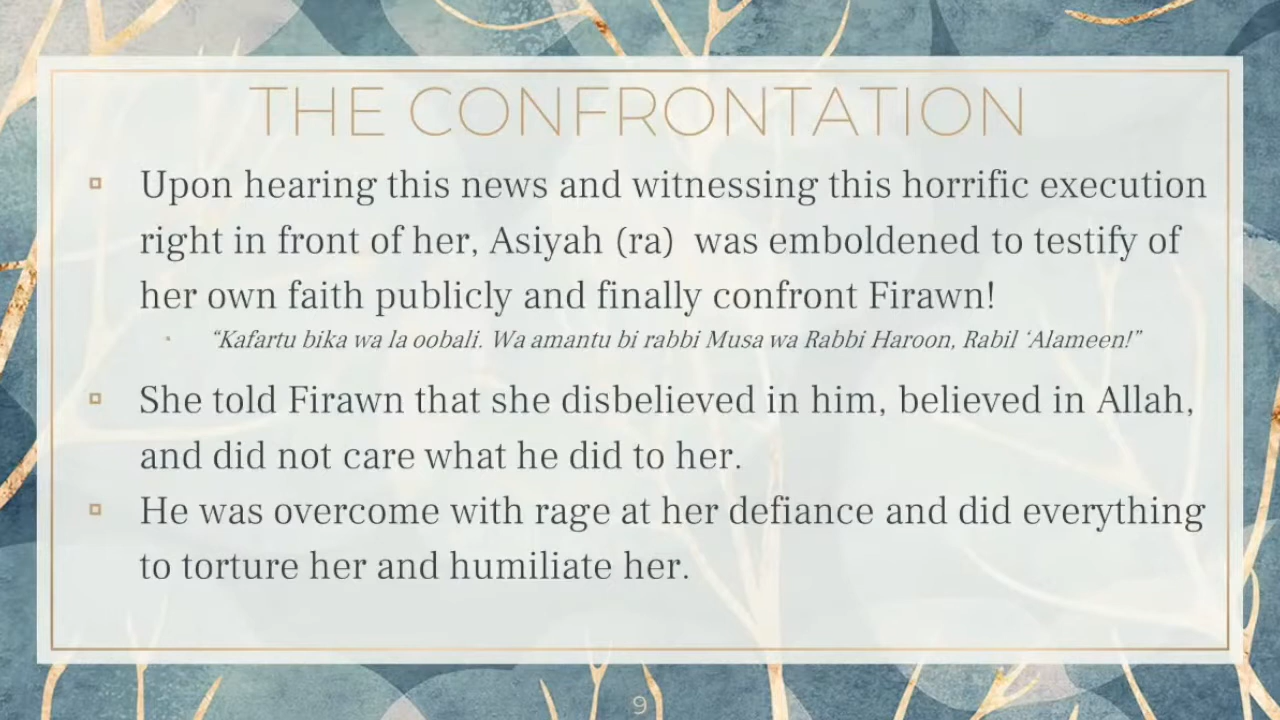 THE CONFRONTATION
Upon hearing this news and witnessing this horrific execution
right in front of her, Asiyah (ra) was emboldened to testify of
her own faith publicly and finally confront Firawn!
“Kafartu bika wa la oobali. Wa amantu bi rabbi Musa wa Rabbi Haroon, Rabil ‘Alameen!”
She told Firawn that she disbelieved in him, believed in Allah,
and did not care what he did to her.
He was overcome with rage at her defiance and did everything
to torture her and humiliate her.
9